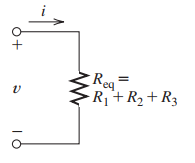 i
+
v
R_eq =
R_1 + R_2 + R_3
−